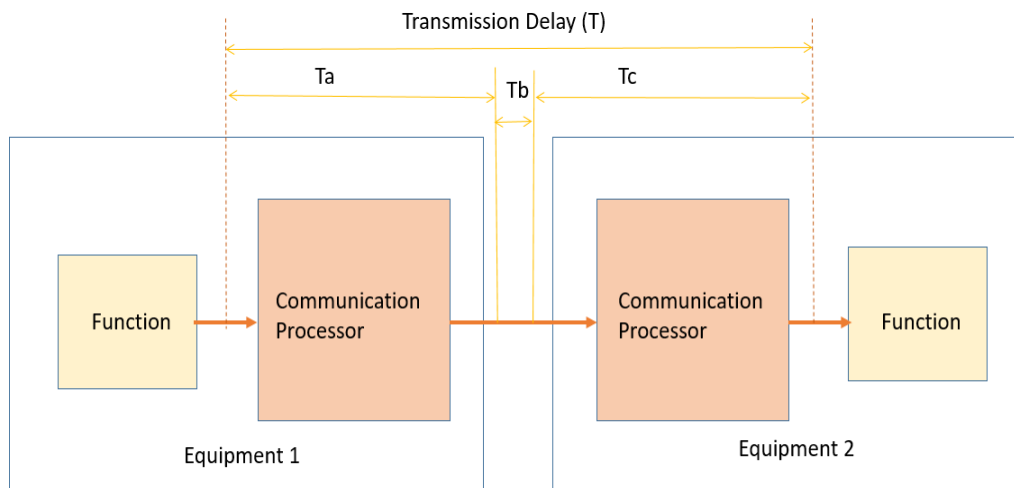 Transmission Delay (T)
Ta
Tb
Tc
Function
Communication
Processor
Communication
Processor
Function
Equipment 1
Equipment 2